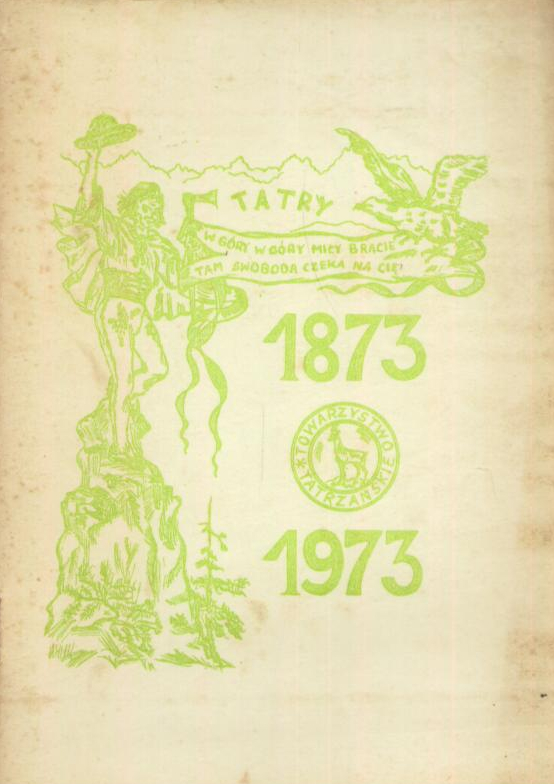 TATRY
W GÓRY W GÓRY MIŁY BRACIE
TAM SWOBODA CZEKA NA CIĘ!
1873
TOWARZYSTWO
TATRZAŃSKIE
1973